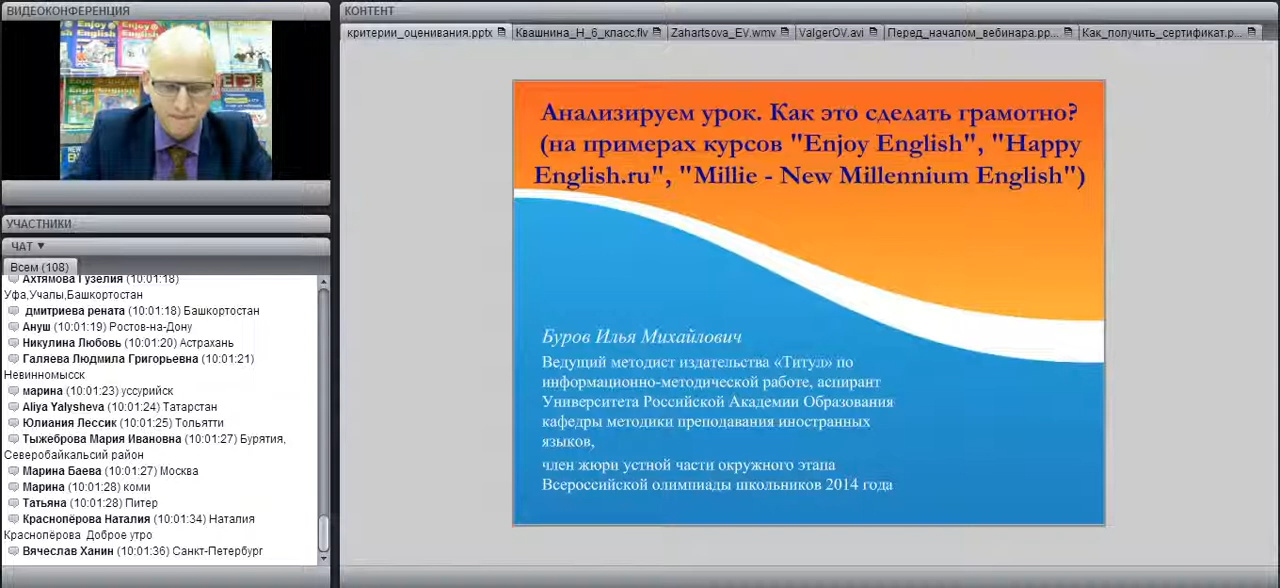 ВИДЕОКОНФЕРЕНЦИЯ
Enjoy English
Enjoy English
УЧАСТНИКИ
ЧАТ ▼
Всем (108)
Ахтямова Гузелия (10:01:18)
Уфа,Учалы,Башкортостан
дмитриева рената (10:01:18) Башкортостан
Ануш (10:01:19) Ростов-на-Дону
Никулина Любовь (10:01:20) Астрахань
Галяева Людмила Григорьевна (10:01:21)
Невинномысск
марина (10:01:23) уссурийск
Aliya Yalysheva (10:01:24) Татарстан
Юлиания Лессик (10:01:25) Тольятти
Тыжеброва Мария Ивановна (10:01:27) Бурятия,
Северобайкальсий район
Марина Баева (10:01:27) Москва
Марина (10:01:28) коми
Татьяна (10:01:28) Питер
Краснопёрова Наталия (10:01:34) Наталия
Краснопёрова Доброе утро
Вячеслав Ханин (10:01:36) Санкт-Петербург
КОНТЕНТ
критерии_оценивания.pptx Квашнина_Н_6_класс.flv Zahartsova_EV.wmv ValgerOV.avi Перед_началом_вебинара.pp... Как_получить_сертификат.p...
Анализируем урок. Как это сделать грамотно?
(на примерах курсов "Enjoy English", "Happy
English.ru", "Millie - New Millennium English")
Буров Илья Михайлович
Ведущий методист издательства «Титул» по
информационно-методической работе, аспирант
Университета Российской Академии Образования
кафедры методики преподавания иностранных
языков,
член жюри устной части окружного этапа
Всероссийской олимпиады школьников 2014 года